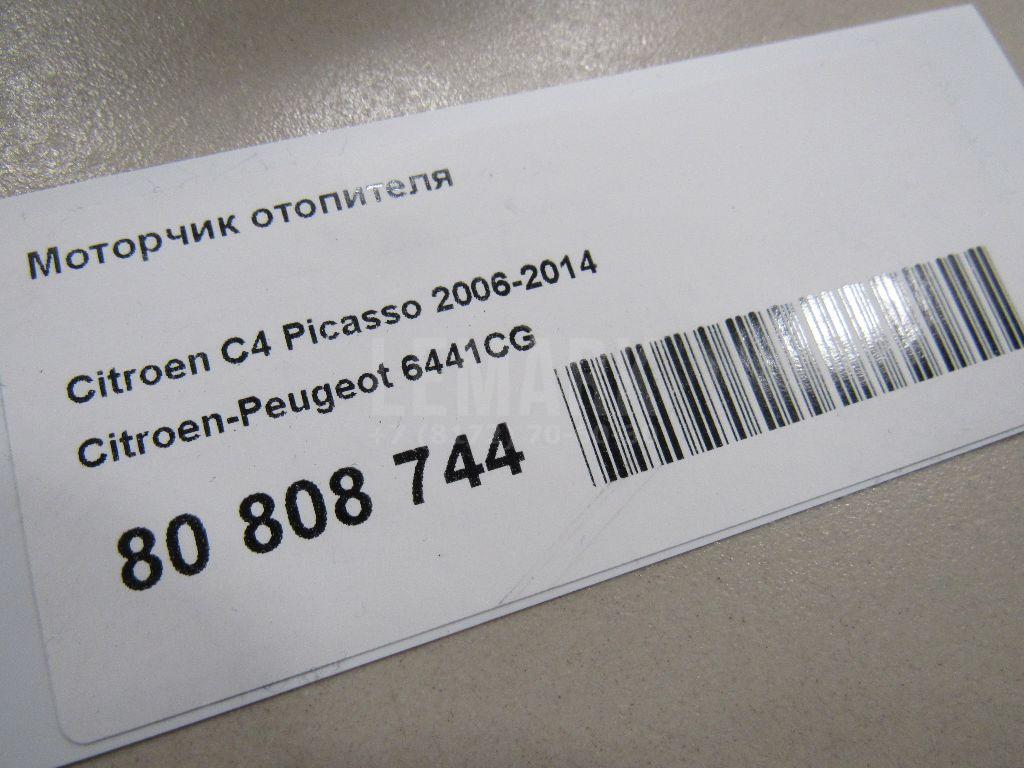 Моторчик отопителя
Citroen C4 Picasso 2006-2014
Citroen-Peugeot 6441CG
80 808 744